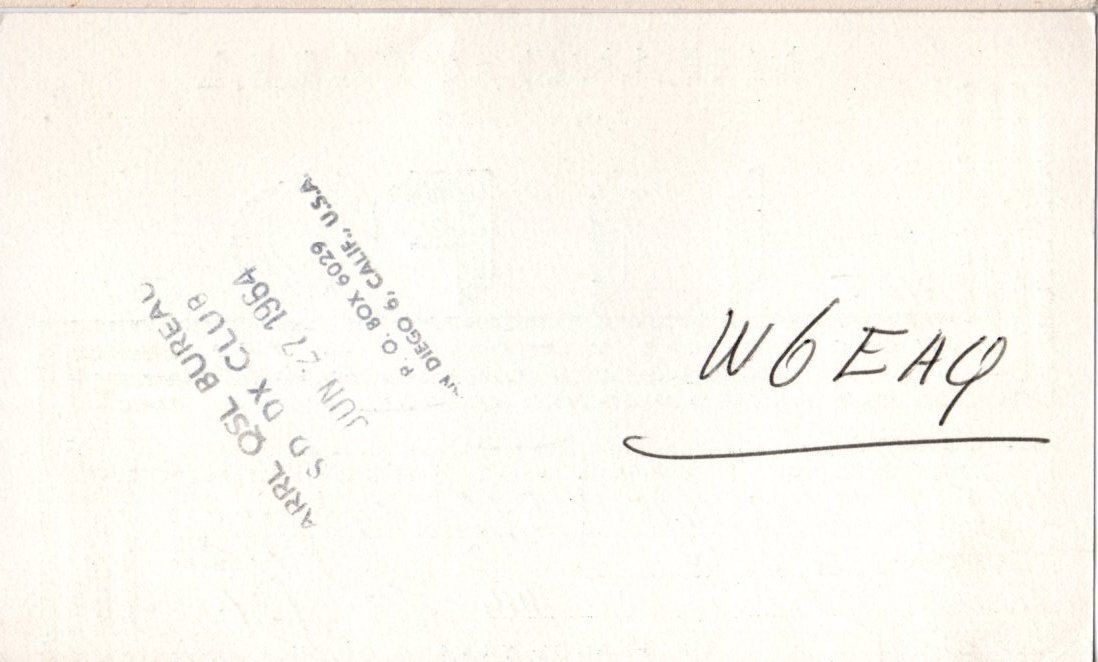 ARRL QSL BUREAU
S.D. DX CLUB
JUN 27 1964
P. O. BOX 6029
SAN DIEGO 6, CALIF., U.S.A.
W6EAQ